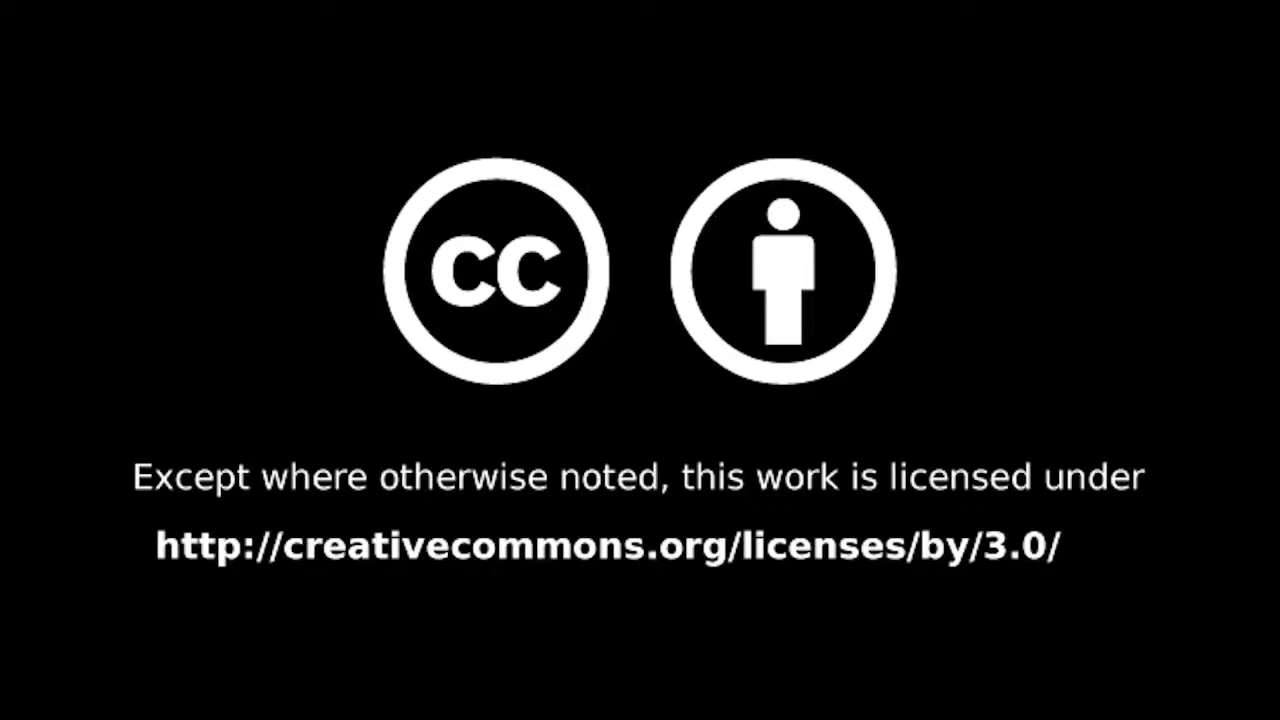 cc
Except where otherwise noted, this work is licensed under
http://creativecommons.org/licenses/by/3.0/